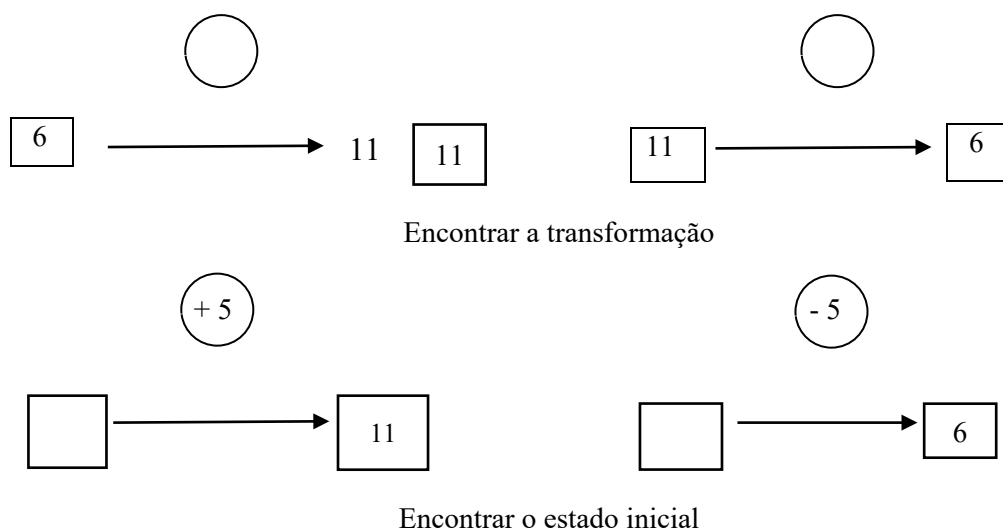 6 11 11 11 6
Encontrar a transformação
+ 5 - 5
11 6
Encontrar o estado inicial